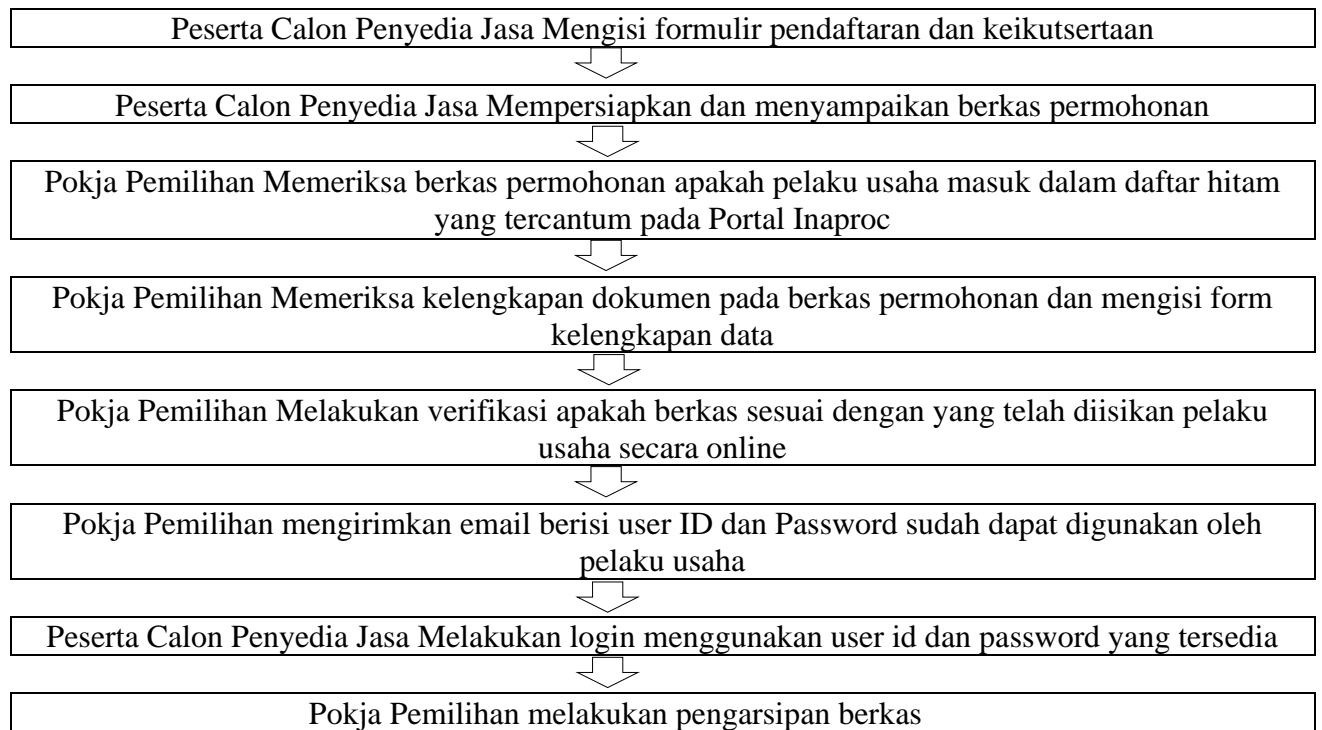 Peserta Calon Penyedia Jasa Mengisi formulir pendaftaran dan keikutsertaan
Peserta Calon Penyedia Jasa Mempersiapkan dan menyampaikan berkas permohonan
Pokja Pemilihan Memeriksa berkas permohonan apakah pelaku usaha masuk dalam daftar hitam
yang tercantum pada Portal Inaproc
Pokja Pemilihan Memeriksa kelengkapan dokumen pada berkas permohonan dan mengisi form
kelengkapan data
Pokja Pemilihan Melakukan verifikasi apakah berkas sesuai dengan yang telah diisikan pelaku
usaha secara online
Pokja Pemilihan mengirimkan email berisi user ID dan Password sudah dapat digunakan oleh
pelaku usaha
Peserta Calon Penyedia Jasa Melakukan login menggunakan user id dan password yang tersedia
Pokja Pemilihan melakukan pengarsipan berkas